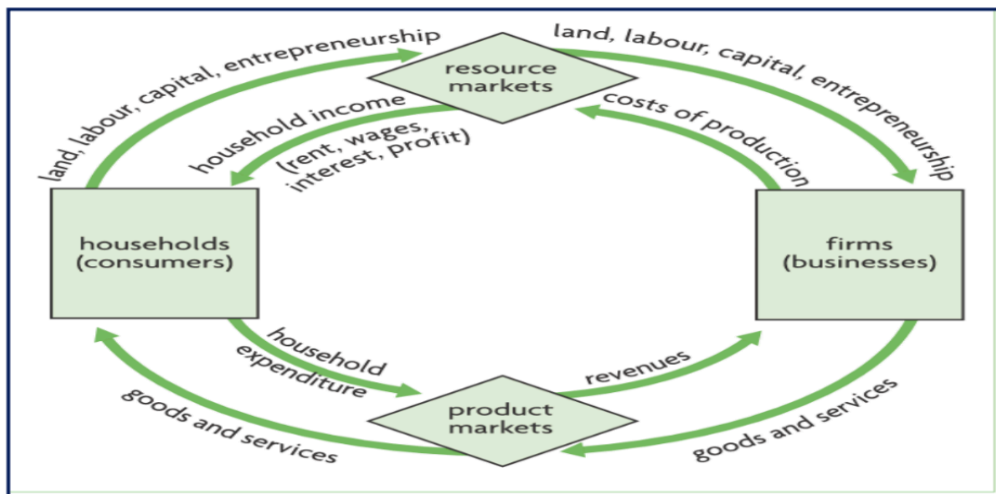 land, labour, capital, entrepreneurship
resource
markets
land, labour, capital, entrepreneurship
household income
(rent, wages,
interest, profit)
costs of production
households
(consumers)
firms
(businesses)
household
expenditure
revenues
goods and services
product
markets
goods and services